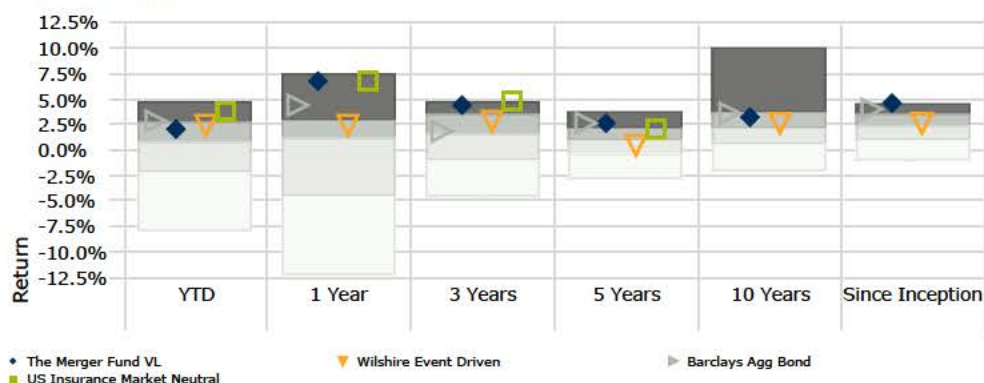 12.5%
10.0%
7.5%
5.0%
2.5%
0.0%
-2.5%
-5.0%
-7.5%
-10.0%
-12.5%
Return
YTD 1 Year 3 Years 5 Years 10 Years Since Inception
The Merger Fund VL Wilshire Event Driven Barclays Agg Bond
US Insurance Market Neutral